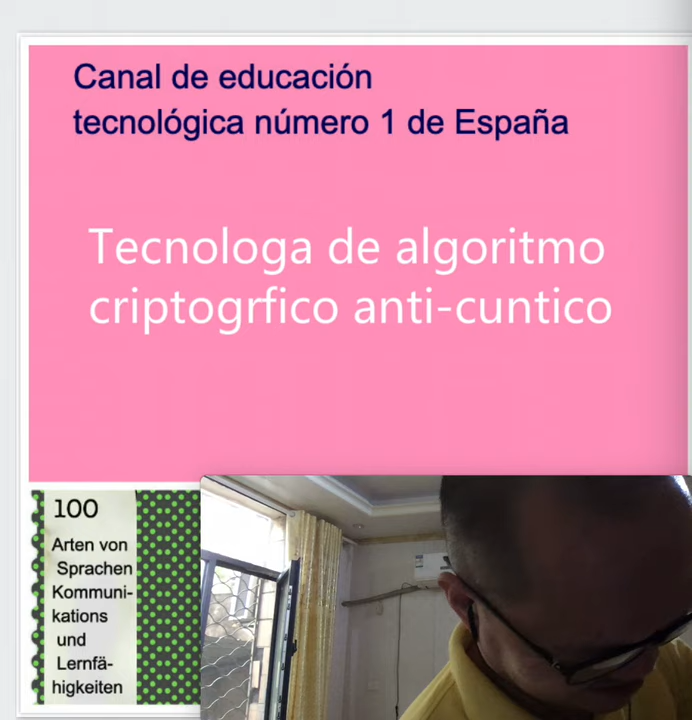 Canal de educación
tecnológica número 1 de España
Tecnologa de algoritmo
criptogrfico anti-cuntico
100
Arten von
Sprachen
Kommuni-
kations
und
Lernfä-
higkeiten